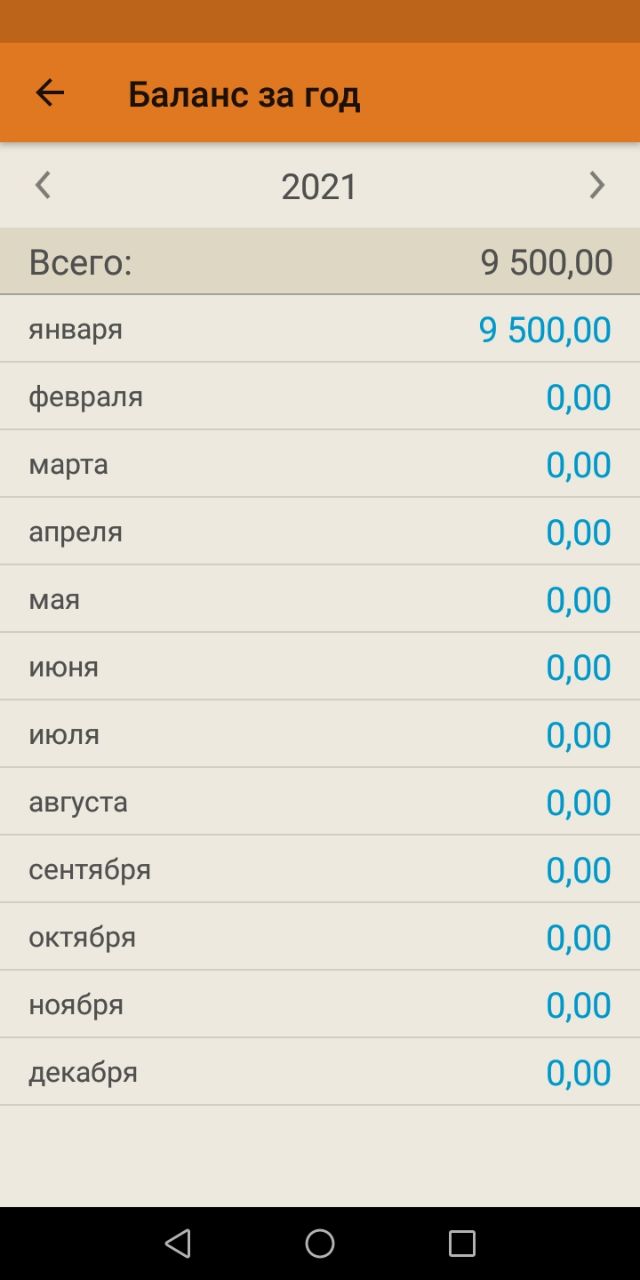 Баланс за год
2021
Всего: 9 500,00
января 9 500,00
февраля 0,00
марта 0,00
апреля 0,00
мая 0,00
июня 0,00
июля 0,00
августа 0,00
сентября 0,00
октября 0,00
ноября 0,00
декабря 0,00